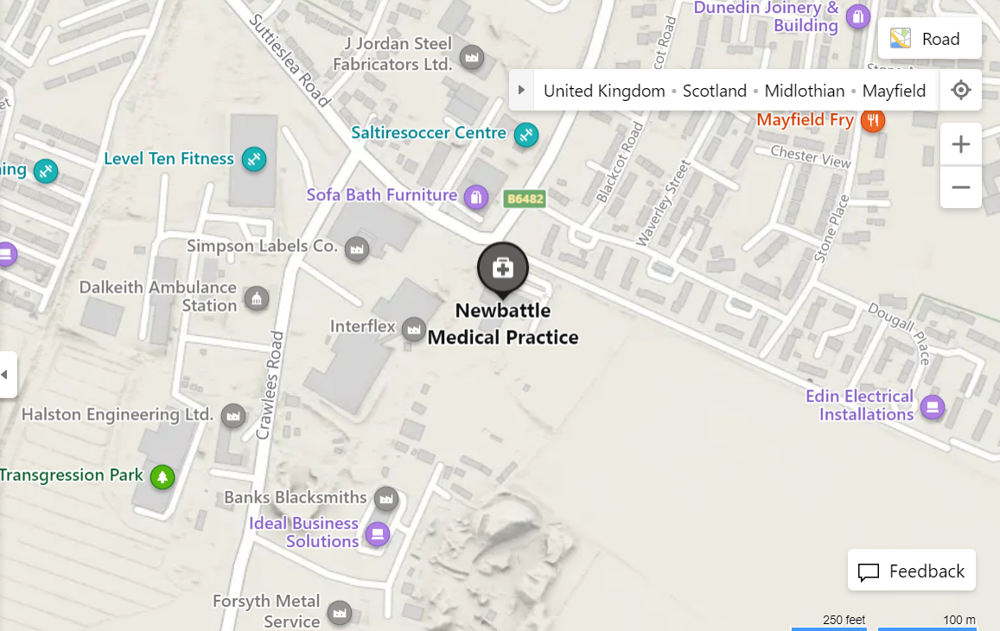 Dunedin Joinery &
Building
Road
Suttieslea Road
J Jordan Steel
Fabricators Ltd.
cot Road
United Kingdom • Scotland • Midlothian • Mayfield
Mayfield Fry
Saltiresoccer Centre
Level Ten Fitness
Blackcot Road
Chester View
Waverley Street
ning
Sofa Bath Furniture
B6482
Stone Place
Simpson Labels Co.
Dalkeith Ambulance
Station
Newbattle
Medical Practice
Interflex
Dougall Place
Crawlees Road
Edin Electrical
Installations
Halston Engineering Ltd.
Transgression Park
Banks Blacksmiths
Ideal Business
Solutions
Feedback
Forsyth Metal
Service
250 feet
100 m